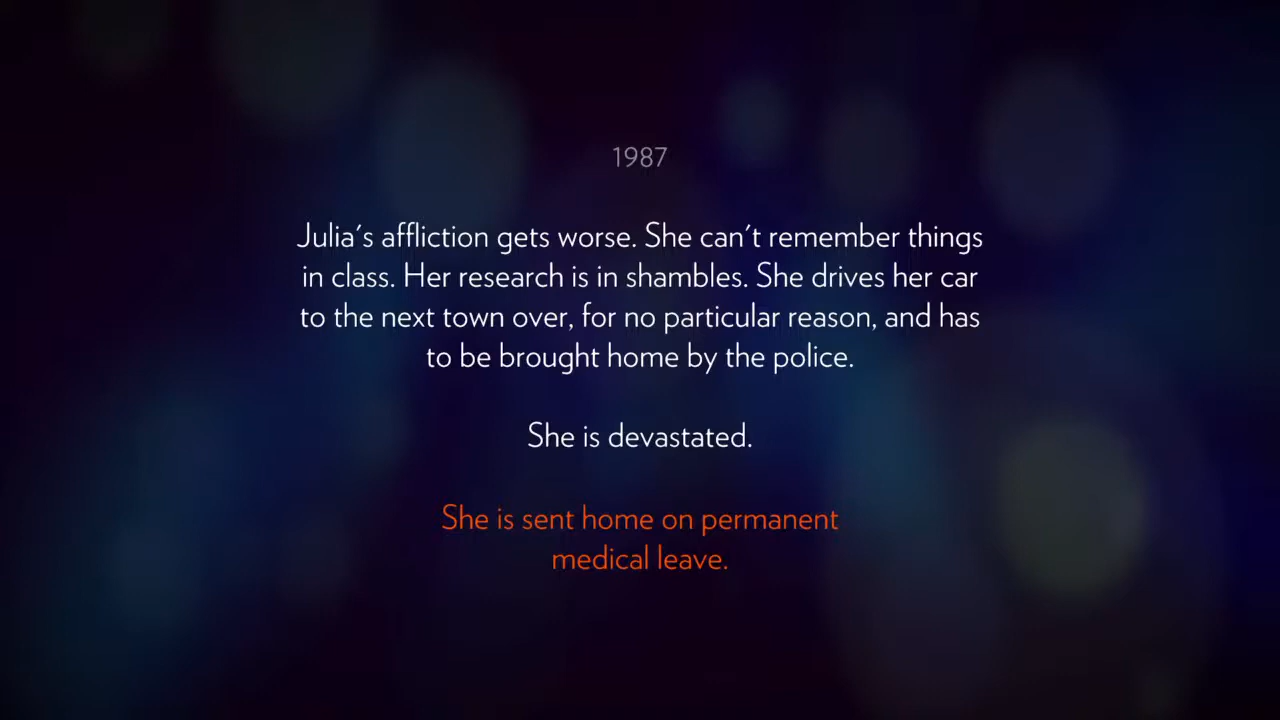 1987
Julia's affliction gets worse. She can't remember things
in class. Her research is in shambles. She drives her car
to the next town over, for no particular reason, and has
to be brought home by the police.
She is devastated.
She is sent home on permanent
medical leave.